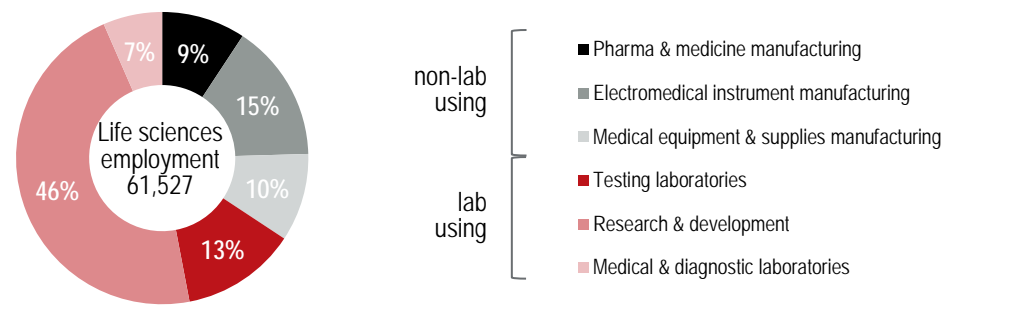 7%
9%
15%
10%
13%
46%
Life sciences
employment
61,527
non-lab
using
lab
using
Pharma & medicine manufacturing
Electromedical instrument manufacturing
Medical equipment & supplies manufacturing
Testing laboratories
Research & development
Medical & diagnostic laboratories